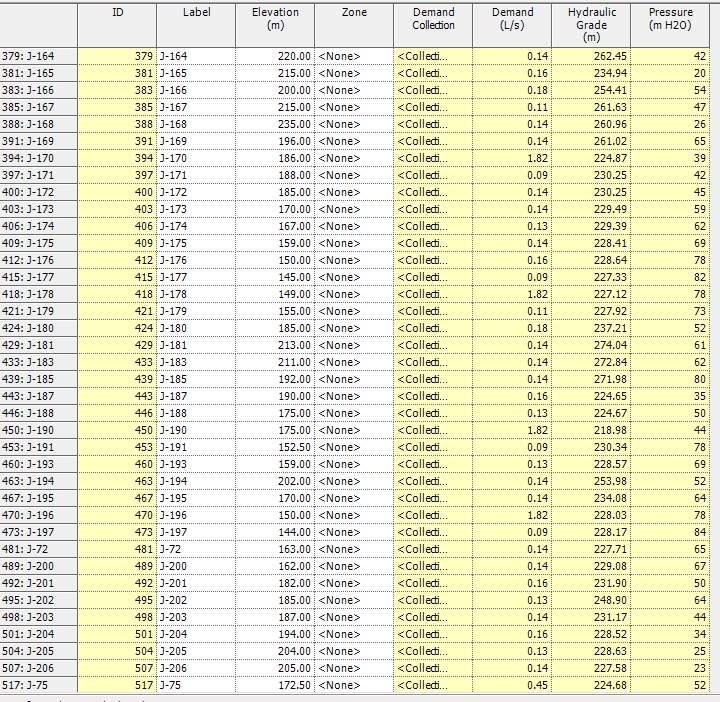 ID Label Elevation (m) Zone Demand Collection Demand (L/s) Hydraulic Grade (m) Pressure (m H2O)
379: J-164 379 J-164 220.00 <None> <Collecti... 0.14 262.45 42
381: J-165 381 J-165 215.00 <None> <Collecti... 0.16 234.94 20
383: J-166 383 J-166 200.00 <None> <Collecti... 0.18 254.41 54
385: J-167 385 J-167 215.00 <None> <Collecti... 0.11 261.63 47
388: J-168 388 J-168 235.00 <None> <Collecti... 0.14 260.96 26
391: J-169 391 J-169 196.00 <None> <Collecti... 0.14 261.02 65
394: J-170 394 J-170 186.00 <None> <Collecti... 1.82 224.87 39
397: J-171 397 J-171 188.00 <None> <Collecti... 0.09 230.25 42
400: J-172 400 J-172 185.00 <None> <Collecti... 0.14 230.25 45
403: J-173 403 J-173 170.00 <None> <Collecti... 0.14 229.49 59
406: J-174 406 J-174 167.00 <None> <Collecti... 0.13 229.39 62
409: J-175 409 J-175 159.00 <None> <Collecti... 0.14 228.41 69
412: J-176 412 J-176 150.00 <None> <Collecti... 0.16 228.64 78
415: J-177 415 J-177 145.00 <None> <Collecti... 0.09 227.33 82
418: J-178 418 J-178 149.00 <None> <Collecti... 1.82 227.12 78
421: J-179 421 J-179 155.00 <None> <Collecti... 0.11 227.92 73
424: J-180 424 J-180 185.00 <None> <Collecti... 0.18 237.21 52
429: J-181 429 J-181 213.00 <None> <Collecti... 0.14 274.04 61
433: J-183 433 J-183 211.00 <None> <Collecti... 0.14 272.84 62
439: J-185 439 J-185 192.00 <None> <Collecti... 0.14 271.98 80
443: J-187 443 J-187 190.00 <None> <Collecti... 0.16 224.65 35
446: J-188 446 J-188 175.00 <None> <Collecti... 0.13 224.67 50
450: J-190 450 J-190 175.00 <None> <Collecti... 1.82 218.98 44
453: J-191 453 J-191 152.50 <None> <Collecti... 0.09 230.34 78
460: J-193 460 J-193 159.00 <None> <Collecti... 0.13 228.57 69
463: J-194 463 J-194 202.00 <None> <Collecti... 0.14 253.98 52
467: J-195 467 J-195 170.00 <None> <Collecti... 0.14 234.08 64
470: J-196 470 J-196 150.00 <None> <Collecti... 1.82 228.03 78
473: J-197 473 J-197 144.00 <None> <Collecti... 0.09 228.17 84
481: J-72 481 J-72 163.00 <None> <Collecti... 0.14 227.71 65
489: J-200 489 J-200 162.00 <None> <Collecti... 0.14 229.08 67
492: J-201 492 J-201 182.00 <None> <Collecti... 0.16 231.90 50
495: J-202 495 J-202 185.00 <None> <Collecti... 0.13 248.90 64
498: J-203 498 J-203 187.00 <None> <Collecti... 0.14 231.17 44
501: J-204 501 J-204 194.00 <None> <Collecti... 0.16 228.52 34
504: J-205 504 J-205 204.00 <None> <Collecti... 0.13 228.63 25
507: J-206 507 J-206 205.00 <None> <Collecti... 0.14 227.58 23
517: J-75 517 J-75 172.50 <None> <Collecti... 0.45 224.68 52